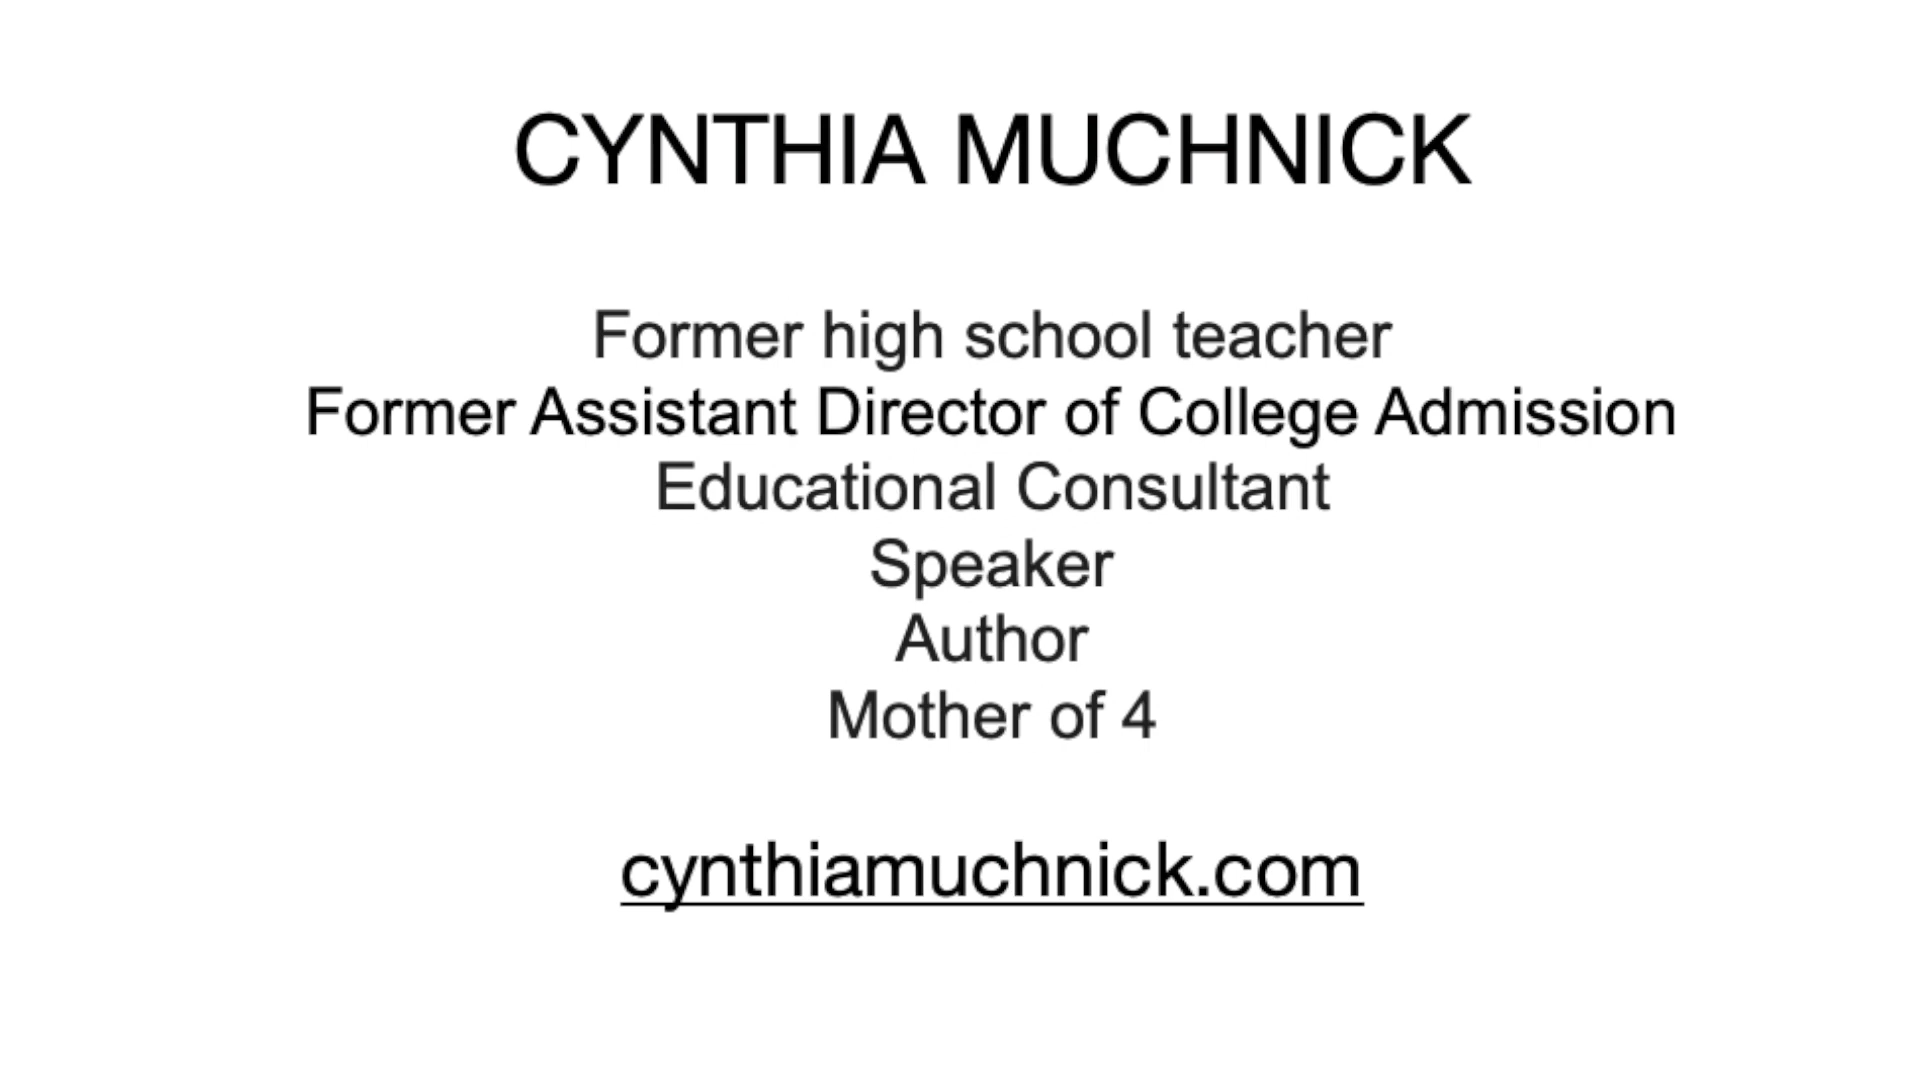 CYNTHIA MUCHNICK
Former high school teacher
Former Assistant Director of College Admission
Educational Consultant
Speaker
Author
Mother of 4
cynthiamuchnick.com